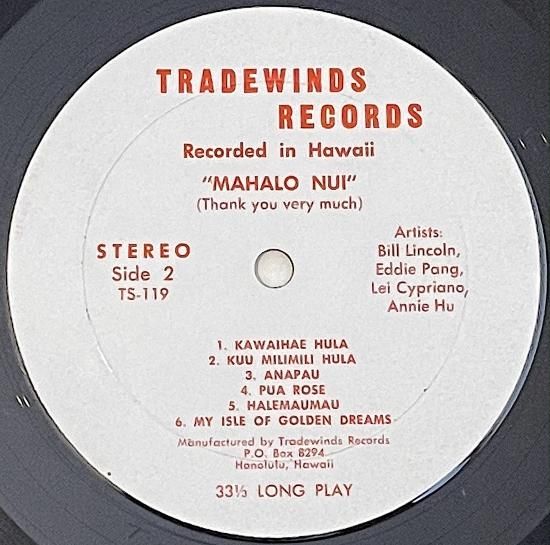 TRADEWINDS
RECORDS
Recorded in Hawaii
"MAHALO NUI"
(Thank you very much)
STEREO
Side 2
TS-119
Artists:
Bill Lincoln,
Eddie Pang,
Lei Cypriano,
Annie Hu
1. KAWAIHAE HULA
2. KUU MILIMILI HULA
3. ANAPAU
4. PUA ROSE
5. HALEMAUMAU
6. MY ISLE OF GOLDEN DREAMS
Manufactured by Tradewinds Records
P.O. Box 8294
Honolulu, Hawaii
33⅓ LONG PLAY